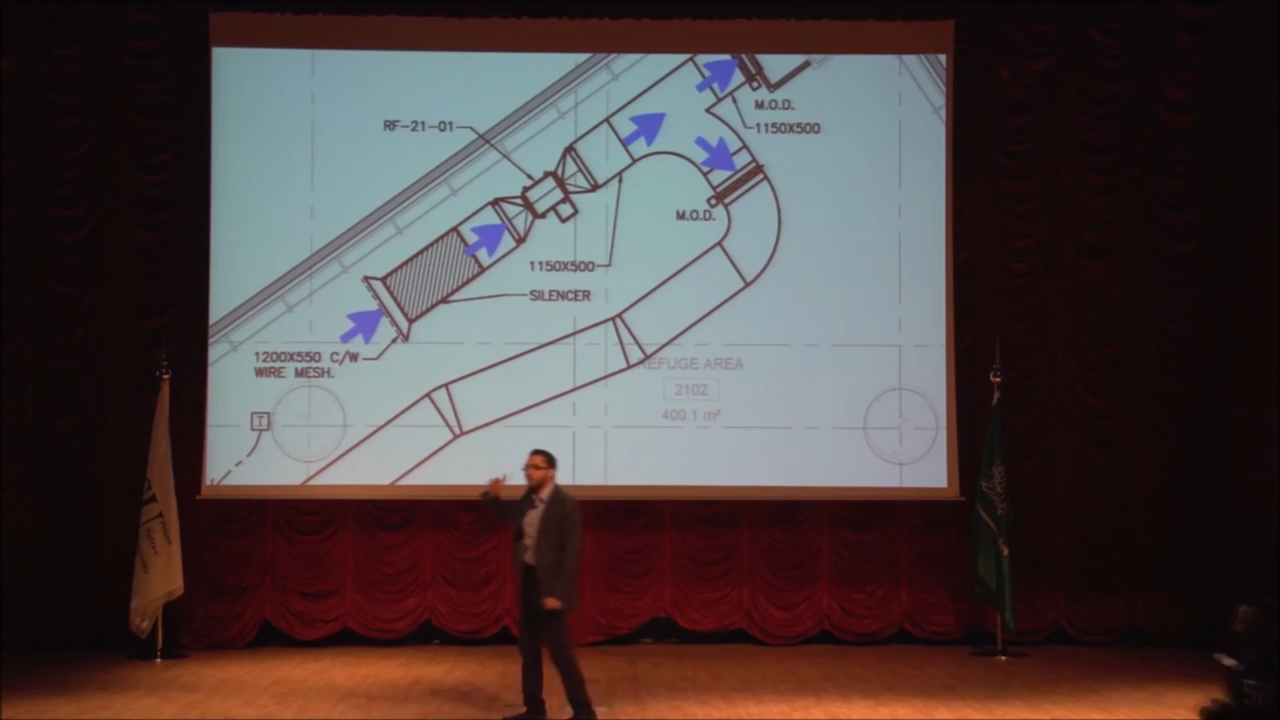 M.O.D.
RF-21-01
1150X500
M.O.D.
1150X500
SILENCER
1200X550 C/W
WIRE MESH.
REFUGE AREA
2102
400.1 m²
T